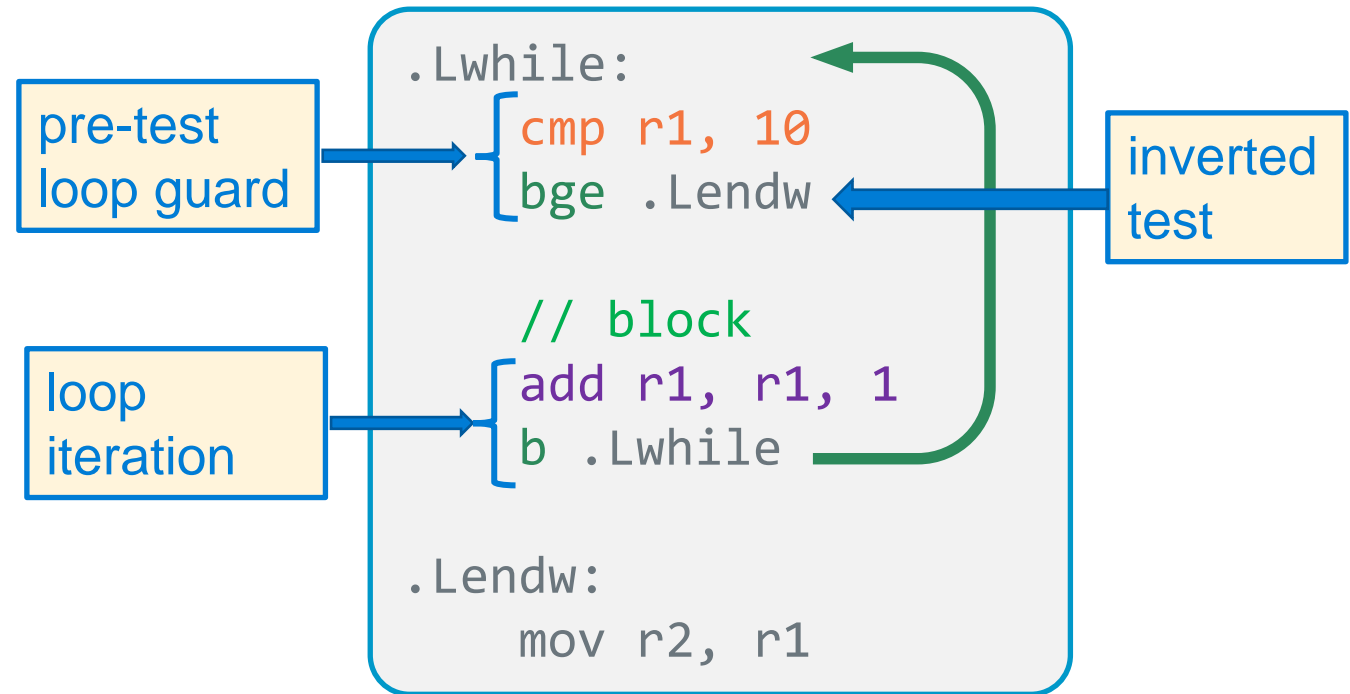 .Lwhile:
pre-test
loop guard
cmp r1, 10
bge .Lendw
inverted
test
// block
loop
iteration
add r1, r1, 1
b .Lwhile
.Lendw:
mov r2, r1